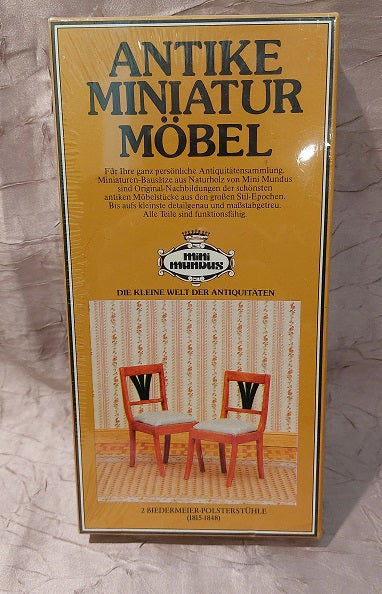 ANTIKE
MINIATUR
MÖBEL
Für Ihre ganz persönliche Antiquitätensammlung.
Miniaturen-Bausätze aus Naturholz von Mini Mundus
sind Original-Nachbildungen der schönsten
antiken Möbelstücke aus den großen Stil-Epochen.
Bis aufs kleinste detailgenau und maßstabgetreu.
Alle Teile sind funktionsfähig.
mini
mundus
DIE KLEINE WELT DER ANTIQUITÄTEN
2 BIEDERMEIER-POLSTERSTÜHLE
(1815-1848)